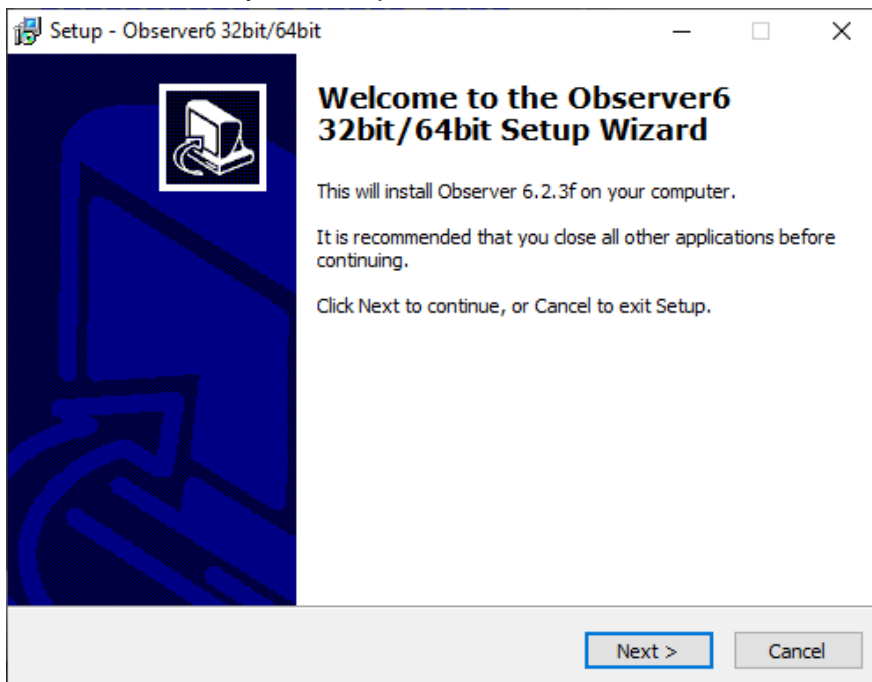 Setup - Observer6 32bit/64bit
Welcome to the Observer6
32bit/64bit Setup Wizard
This will install Observer 6.2.3f on your computer.
It is recommended that you close all other applications before
continuing.
Click Next to continue, or Cancel to exit Setup.
Next >
Cancel